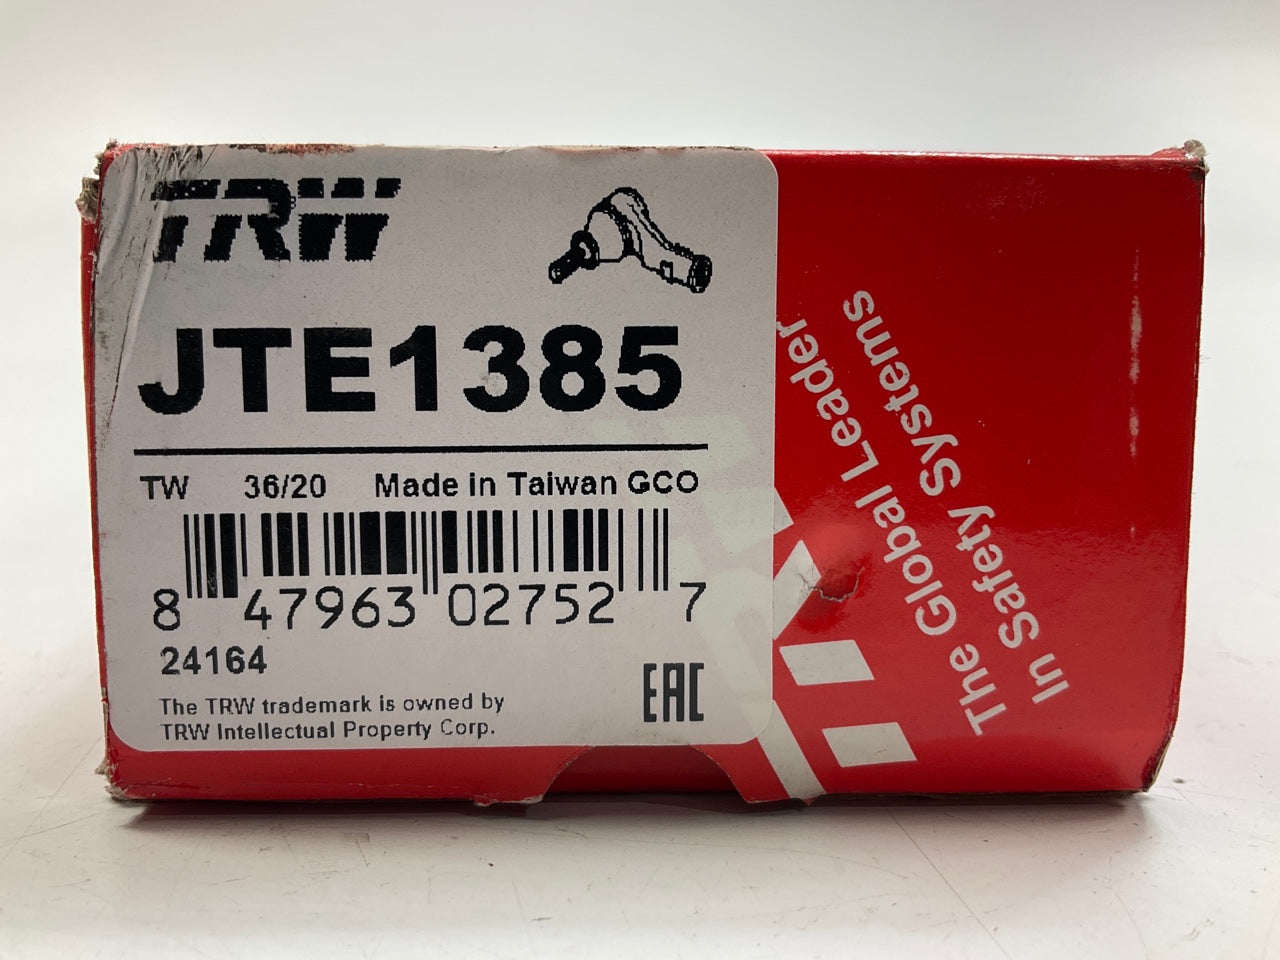 TRW
JTE1385
TW 36/20 Made in Taiwan GCO
8 47963 02752 7
24164
EAC
The TRW trademark is owned by
TRW Intellectual Property Corp.
The Global Leader
In Safety Systems